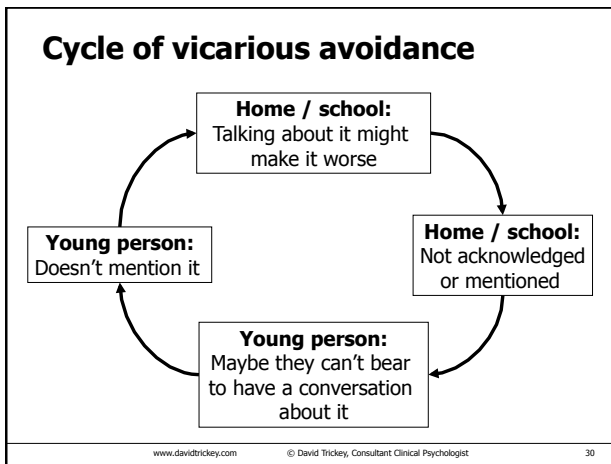 Cycle of vicarious avoidance
Home / school:
Talking about it might
make it worse
Home / school:
Not acknowledged
or mentioned
Young person:
Maybe they can't bear
to have a conversation
about it
Young person:
Doesn't mention it
www.davidtrickey.com © David Trickey, Consultant Clinical Psychologist 30